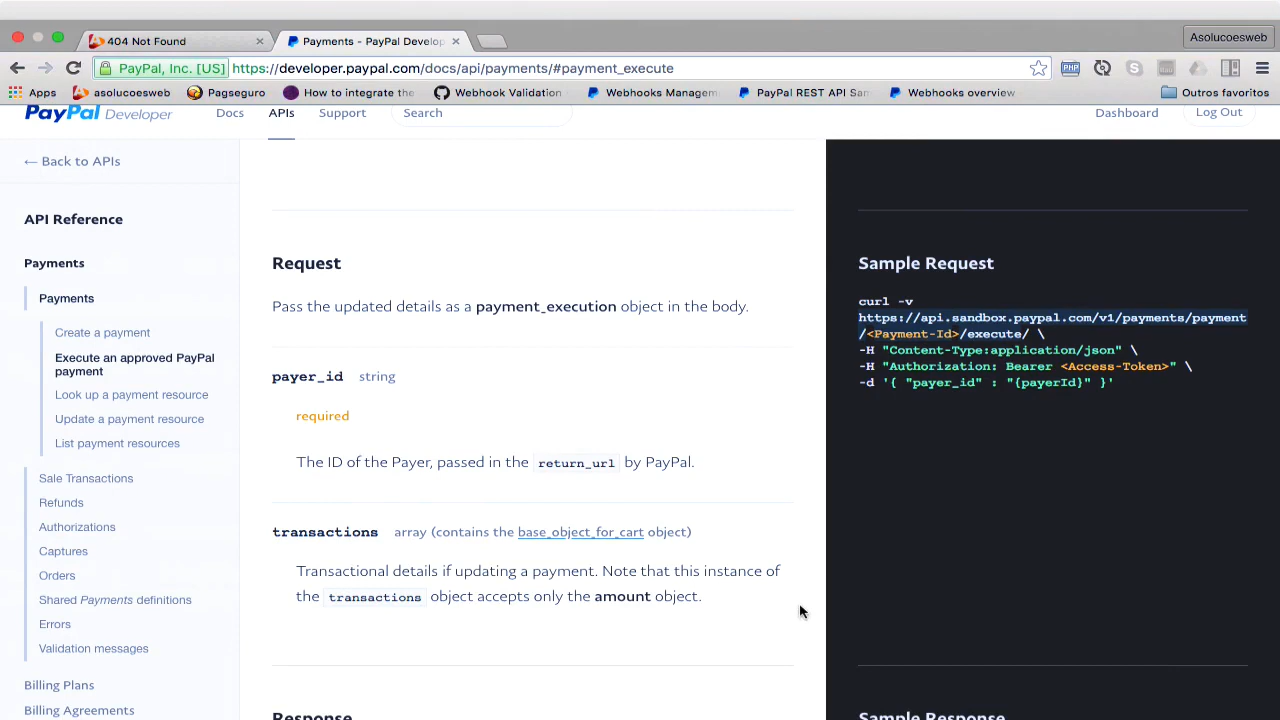 404 Not Found
Payments - PayPal Develop
Asolucoesweb
PayPal, Inc. [US] https://developer.paypal.com/docs/api/payments/#payment_execute
Apps asolucoesweb Pagseguro How to integrate the Webhook Validation Webhooks Managem PayPal REST API Sam Webhooks overview Outros favoritos
PayPal Developer Docs APIs Support Search Dashboard Log Out
← Back to APIs
API Reference
Payments
Payments
Create a payment
Execute an approved PayPal
payment
Look up a payment resource
Update a payment resource
List payment resources
Sale Transactions
Refunds
Authorizations
Captures
Orders
Shared Payments definitions
Errors
Validation messages
Billing Plans
Billing Agreements
Request
Pass the updated details as a payment_execution object in the body.
payer_id string
required
The ID of the Payer, passed in the return_url by PayPal.
transactions array (contains the base_object_for_cart object)
Transactional details if updating a payment. Note that this instance of
the transactions object accepts only the amount object.
Response
Sample Request
curl -v
https://api.sandbox.paypal.com/v1/payments/payment
/<Payment-Id>/execute/ \
-H "Content-Type:application/json" \
-H "Authorization: Bearer <Access-Token>" \
-d '{ "payer_id" : "{payerId}" }'
Sample Response